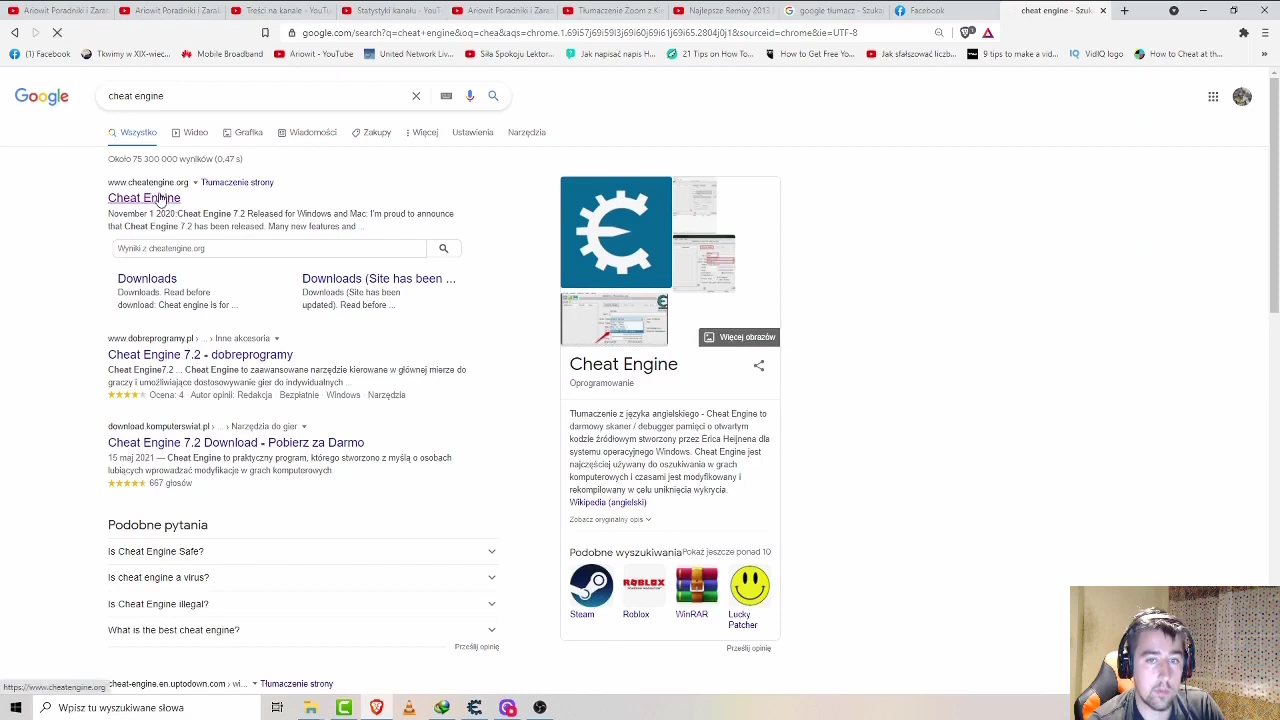 Ariowit Poradniki i Zarab
Ariowit Poradniki i Zarab
Treści na kanale - YouTu
Statystyki kanału - YouTu
Ariowit Poradniki i Zarab
Tłumaczenie Zoom z Kli
Najlepsze Remixy 2013
google tłumacz - Szukaj
Facebook
cheat engine - Szuk
google.com/search?q=cheat+engine&oq=chea&aqs=chrome.1.69i57j69i59l3j69i60j69i61j69i65.2804j0j1&sourceid=chrome&ie=UTF-8
(3) Facebook
Tkwimy w XIX-wiec...
Mobile Broadband
(3) YouTube
United Network Liv...
Siła Spokoju Lektor...
Jak napisać napis H...
21 Tips on How To...
How to Get Free Yo...
Jak sfałszować liczb...
9 tips to make a vid...
VidIQ logo
How to Cheat at th...
Google
cheat engine
Wszystko
Wideo
Grafika
Wiadomości
Zakupy
Więcej
Ustawienia
Narzędzia
Około 75 300 000 wyników (0,47 s)
www.cheatengine.org
Tłumaczenie strony
Cheat Engine
November 1 2020:Cheat Engine 7.2 Released for Windows and Mac: I'm proud to announce
that Cheat Engine 7.2 has been released. Many new features and ...
Wyniki z cheatengine.org
Downloads
Downloads (Site has been ...
Downloads. Read before
Downloads (Site has been
Download: Cheat engine is for ...
updated) Read before ...
www.dobreprogramy.pl › Inne akcesoria
Cheat Engine 7.2 - dobreprogramy
Cheat Engine7.2 ... Cheat Engine to zaawansowane narzędzie kierowane w głównej mierze do
graczy i umożliwiające dostosowywanie gier do indywidualnych ...
Ocena: 4 · Autor opinii: Redakcja · Bezpłatnie · Windows · Narzędzia
download.komputerswiat.pl › ... › Narzędzia do gier
Cheat Engine 7.2 Download - Pobierz za Darmo
15 maj 2021 — Cheat Engine to praktyczny program, którego stworzono z myślą o osobach
lubiących wprowadzać modyfikacje w grach komputerowych.
667 głosów
Podobne pytania
Is Cheat Engine Safe?
Is cheat engine a virus?
Is Cheat Engine illegal?
What is the best cheat engine?
Prześlij opinię
cheat-engine.en.uptodown.com › wi...
Tłumaczenie strony
Więcej obrazów
Cheat Engine
Oprogramowanie
Tłumaczenie z języka angielskiego - Cheat Engine to
darmowy skaner / debugger pamięci o otwartym
kodzie źródłowym stworzony przez Erica Heijnena dla
systemu operacyjnego Windows. Cheat Engine jest
najczęściej używany do oszukiwania w grach
komputerowych i czasami jest modyfikowany i
rekompilowany w celu uniknięcia wykrycia.
Wikipedia (angielski)
Zobacz oryginalny opis
Podobne wyszukiwania
Pokaż jeszcze ponad 10
ROBLOX
Steam
Roblox
WinRAR
Lucky
Patcher
Prześlij opinię
https://www.cheatengine.org
Wpisz tu wyszukiwane słowa